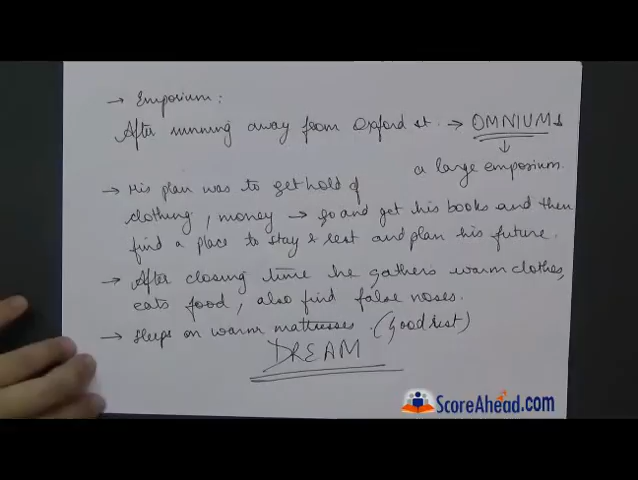 → Emporium:
After running away from Oxford st. → OMNIUMs
↓
a large emporium.
→ His plan was to get hold of
clothing, money → go and get his books and then
find a place to stay & rest and plan his future.
→ After closing time he gathers warm clothes,
eats food, also find false noses.
→ Sleeps on warm mattresses. (Good rest)
DREAM
ScoreAhead.com